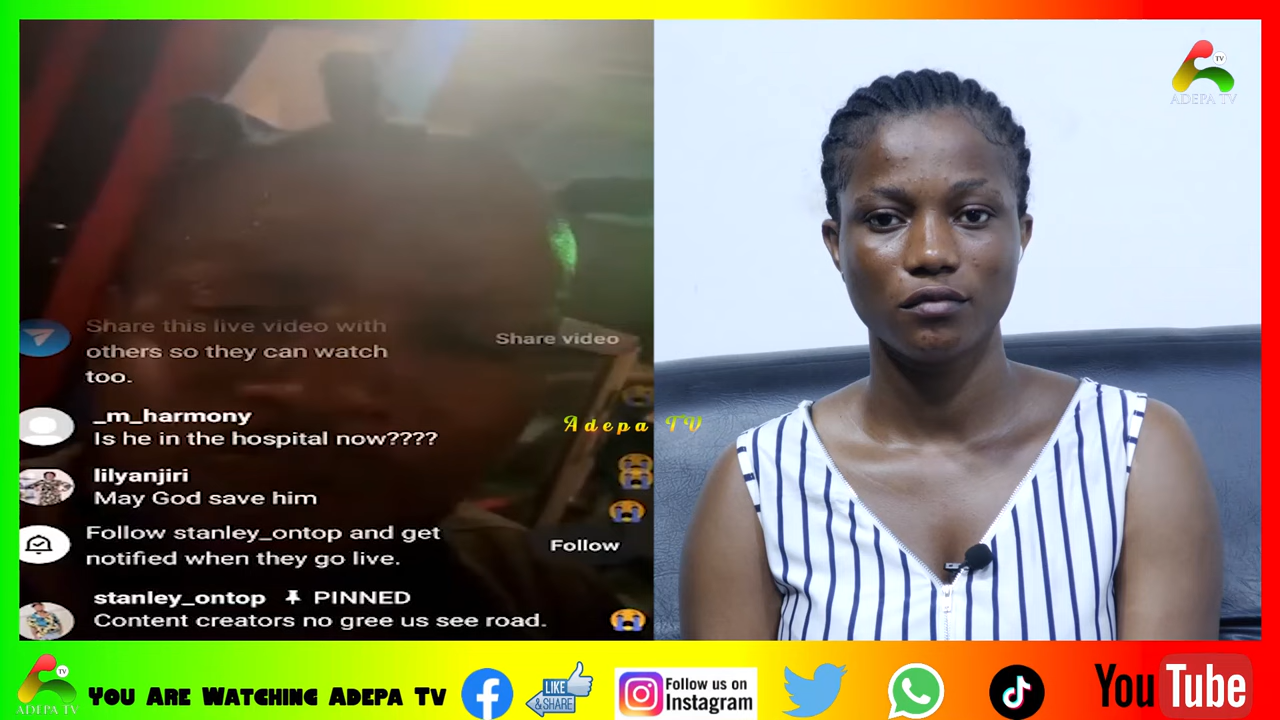 TV
ADEPA TV
Share this live video with
others so they can watch
too.
Share video
_m_harmony
Is he in the hospital now????
Adepa TV
lilyanjiri
May God save him
Follow stanley_ontop and get
notified when they go live.
Follow
stanley_ontop PINNED
Content creators no gree us see road.
TV
ADEPA TV
You Are Watching Adepa Tv
LIKE
& SHARE
Follow us on
Instagram
YouTube